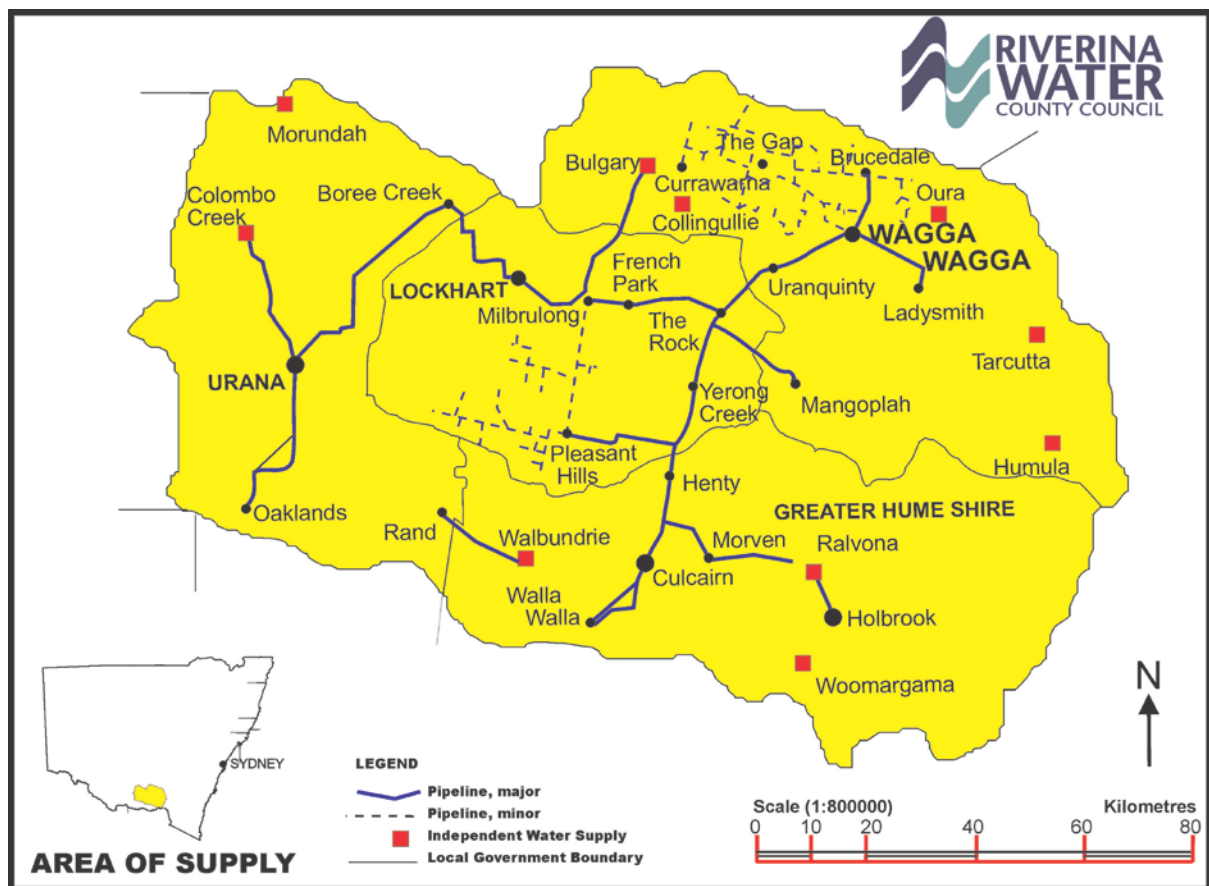 RIVERINA
WATER
COUNTY COUNCIL
Morundah
The Gap
Brucedale
Bulgary
Currawarna
Oura
Colombo
Creek
Boree Creek
Collingullie
WAGGA
WAGGA
French
Park
Uranquinty
LOCKHART
Milbrulong
Ladysmith
The
Rock
Tarcutta
URANA
Yerong
Creek
Mangoplah
Pleasant
Hills
Humula
Henty
Oaklands
GREATER HUME SHIRE
Rand
Walbundrie
Morven
Ralvona
Culcairn
Walla
Walla
Holbrook
Woomargama
N
SYDNEY
AREA OF SUPPLY
LEGEND
Pipeline, major
Pipeline, minor
Independent Water Supply
Local Government Boundary
Scale (1:800000)
Kilometres
0 10 20 40 60 80